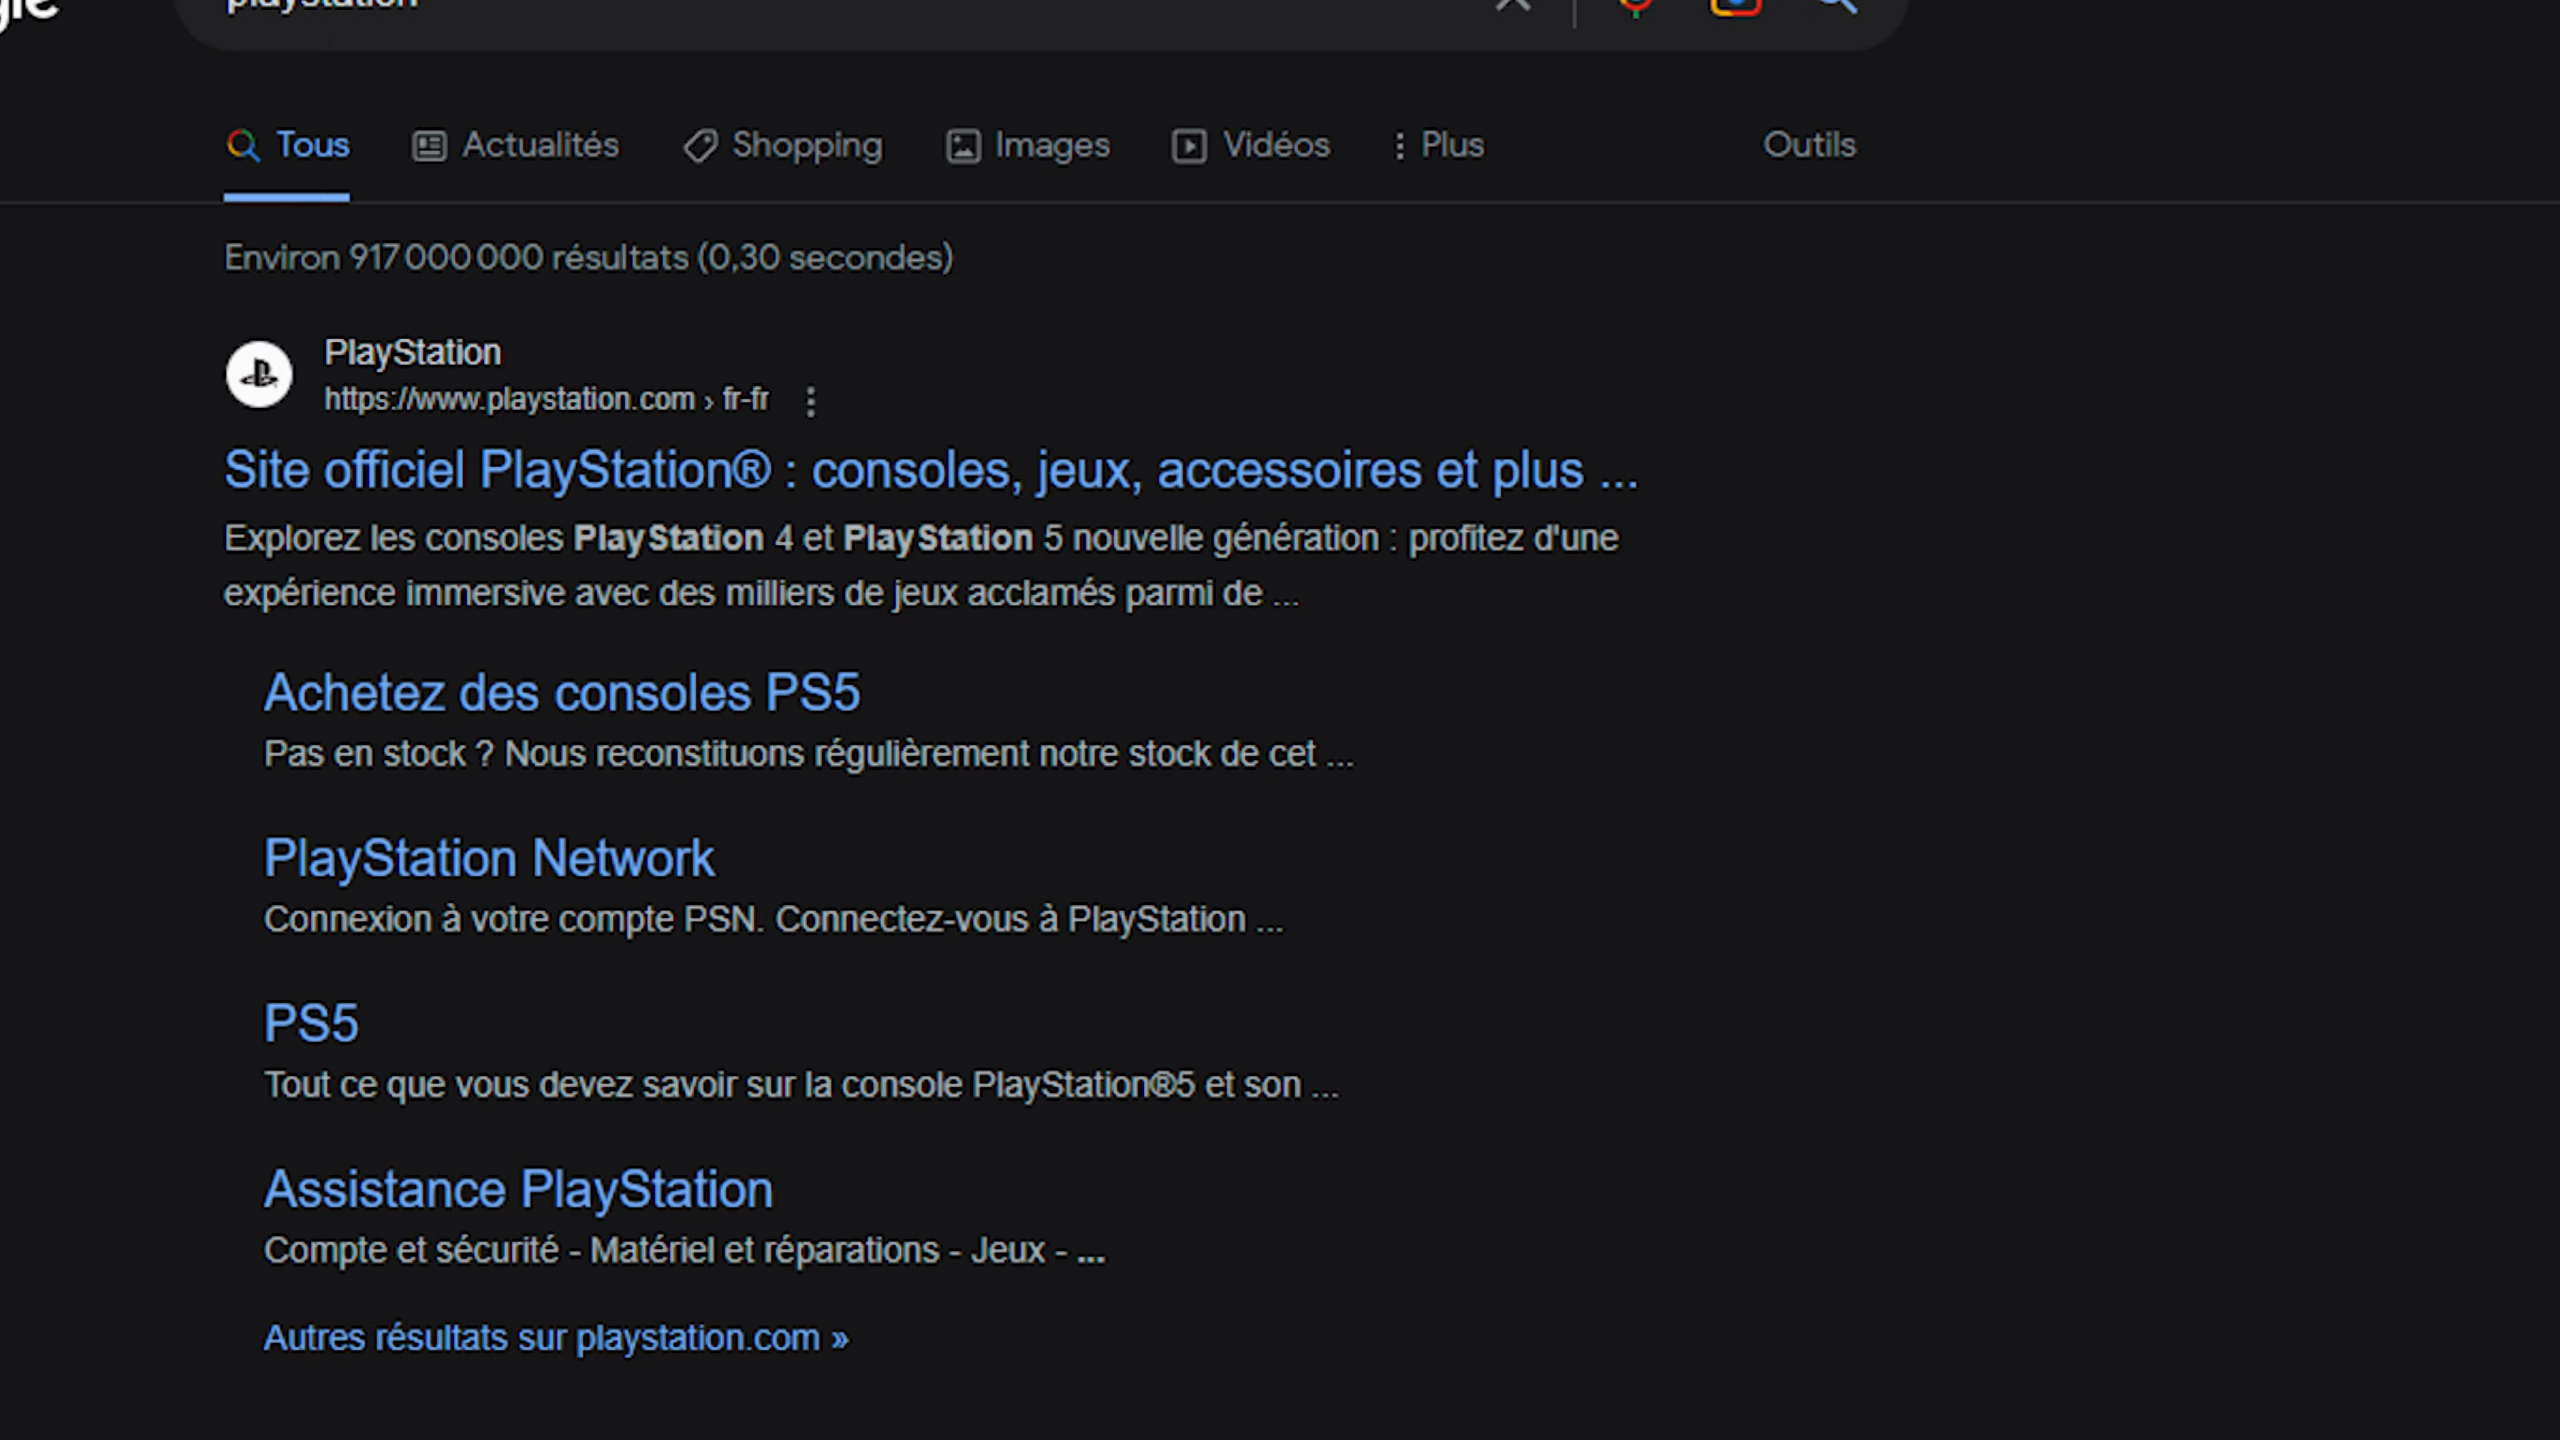 playstation
Tous Actualités Shopping Images Vidéos Plus Outils
Environ 917 000 000 résultats (0,30 secondes)
PlayStation
https://www.playstation.com › fr-fr
Site officiel PlayStation® : consoles, jeux, accessoires et plus ...
Explorez les consoles PlayStation 4 et PlayStation 5 nouvelle génération : profitez d'une
expérience immersive avec des milliers de jeux acclamés parmi de ...
Achetez des consoles PS5
Pas en stock ? Nous reconstituons régulièrement notre stock de cet ...
PlayStation Network
Connexion à votre compte PSN. Connectez-vous à PlayStation ...
PS5
Tout ce que vous devez savoir sur la console PlayStation®5 et son ...
Assistance PlayStation
Compte et sécurité - Matériel et réparations - Jeux - ...
Autres résultats sur playstation.com »